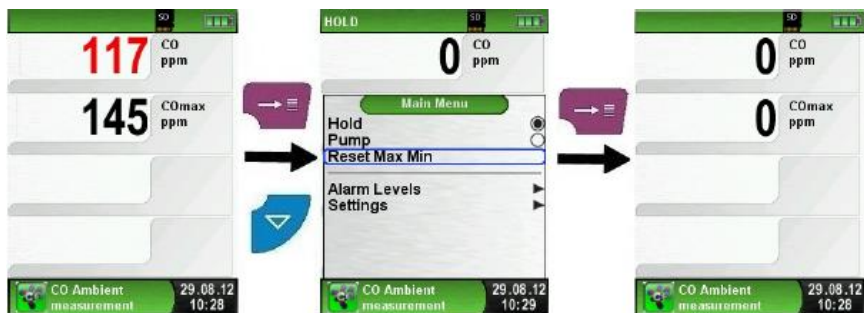 SD
117 CO
ppm
145 COmax
ppm
CO Ambient 29.08.12
measurement 10:28
HOLD SD
0 CO
ppm
Main Menu
Hold
Pump
Reset Max Min
Alarm Levels
Settings
CO Ambient 29.08.12
measurement 10:29
SD
0 CO
ppm
0 COmax
ppm
CO Ambient 29.08.12
measurement 10:28